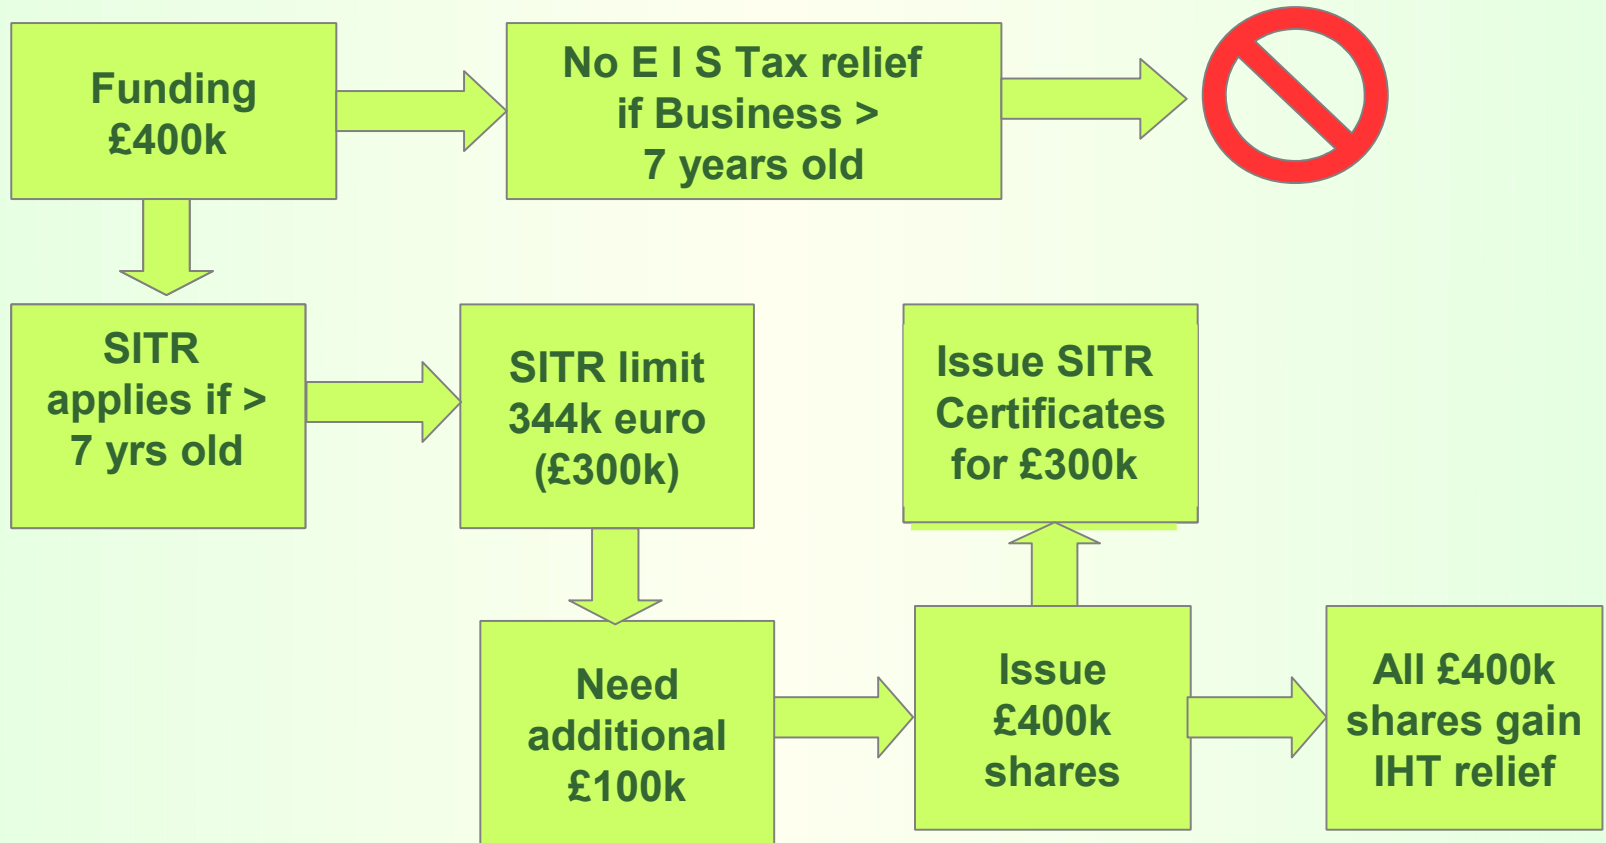 Funding
£400k
No E I S Tax relief
if Business >
7 years old
SITR
applies if >
7 yrs old
SITR limit
344k euro
(£300k)
Issue SITR
Certificates
for £300k
Need
additional
£100k
Issue
£400k
shares
All £400k
shares gain
IHT relief